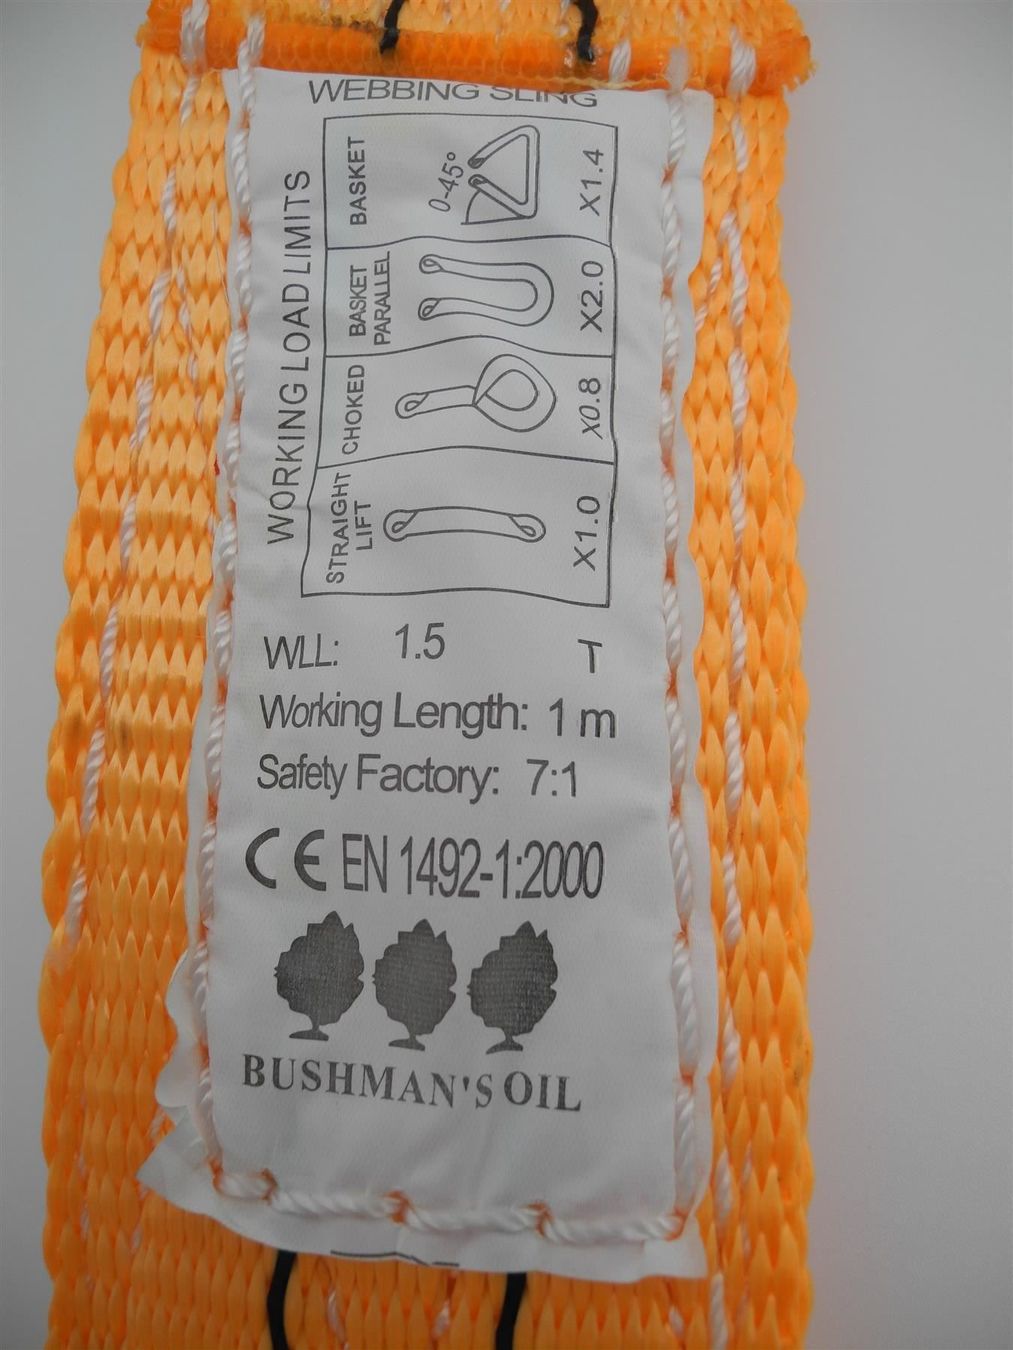 WEBBING SLING
WORKING LOAD LIMITS
BASKET
0-45°
X1.4
BASKET
PARALLEL
X2.0
CHOKED
X0.8
STRAIGHT
LIFT
X1.0
WLL: 1.5 T
Working Length: 1 m
Safety Factory: 7:1
CE EN 1492-1:2000
BUSHMAN'S OIL